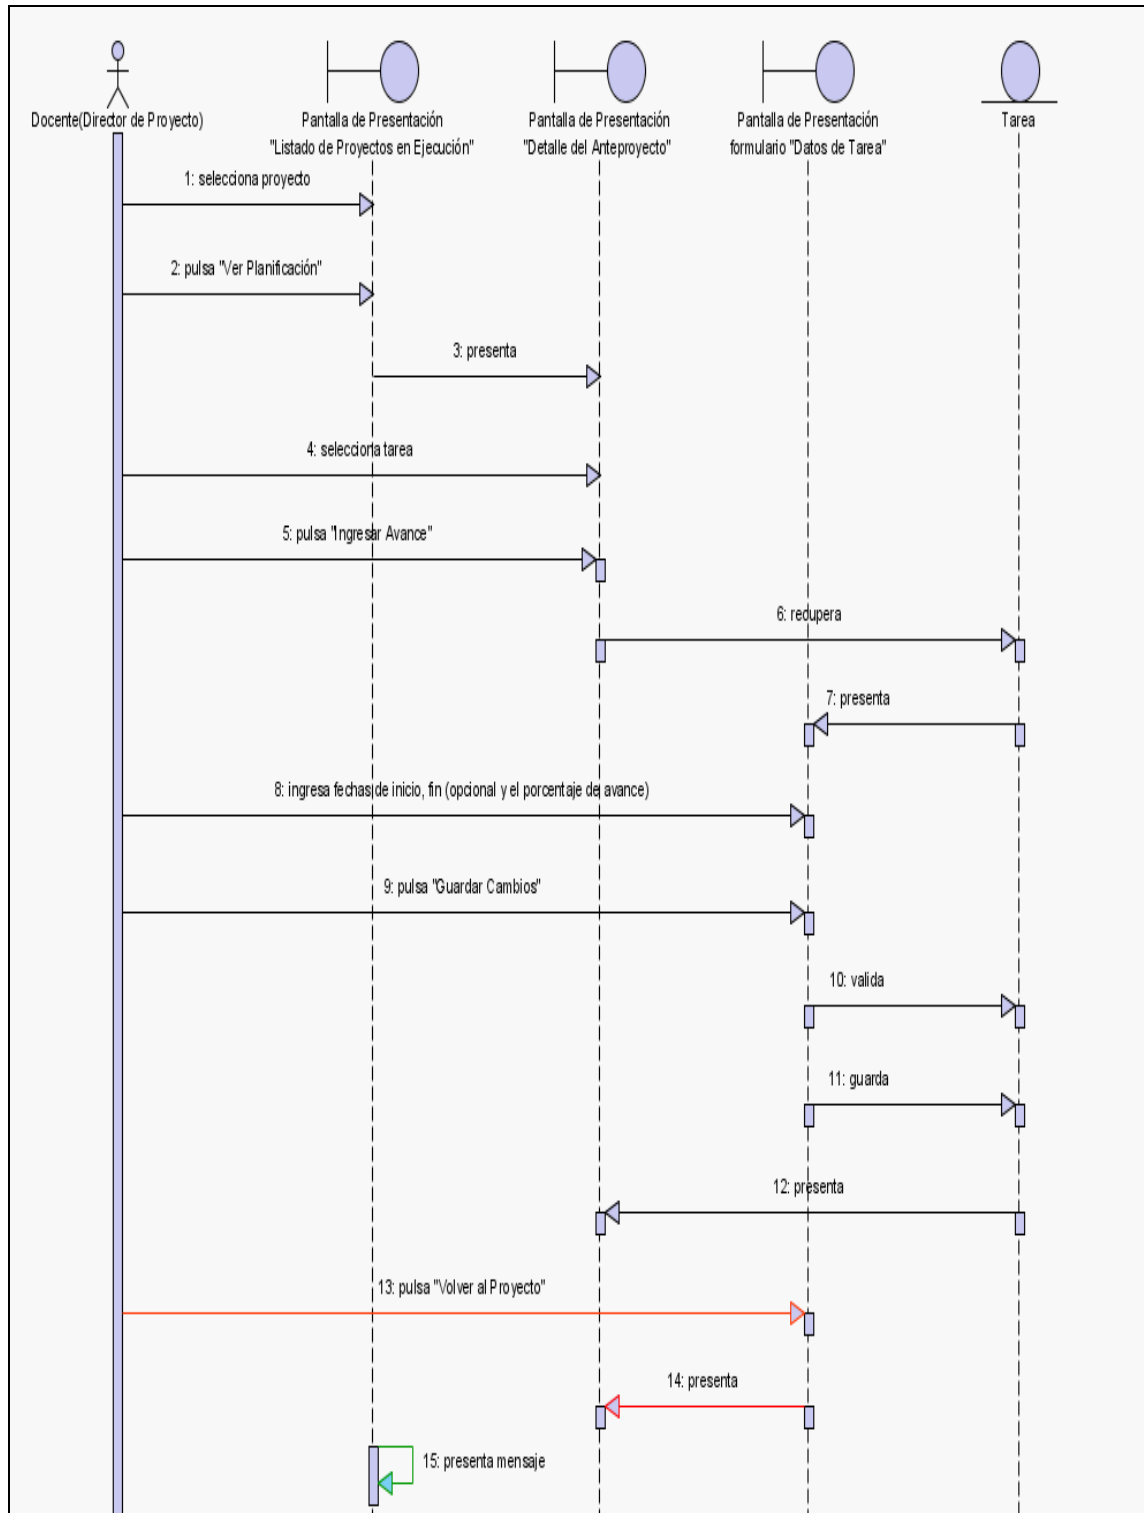 Docente(Director de Proyecto)
Pantalla de Presentación
"Listado de Proyectos en Ejecución"
Pantalla de Presentación
"Detalle del Anteproyecto"
Pantalla de Presentación
formulario "Datos de Tarea"
Tarea
1: selecciona proyecto
2: pulsa "Ver Planificación"
3: presenta
4: selecciona tarea
5: pulsa "Ingresar Avance"
6: recupera
7: presenta
8: ingresa fechas de inicio, fin (opcional y el porcentaje de avance)
9: pulsa "Guardar Cambios"
10: valida
11: guarda
12: presenta
13: pulsa "Volver al Proyecto"
14: presenta
15: presenta mensaje